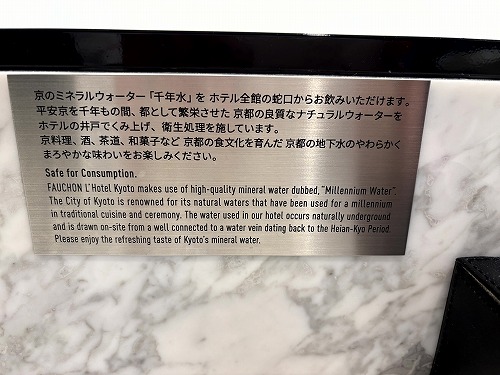 京のミネラルウォーター「千年水」を ホテル全館の蛇口からお飲みいただけます。
平安京を千年もの間、都として繁栄させた 京都の良質なナチュラルウォーターを
ホテルの井戸でくみ上げ、衛生処理を施しています。
京料理、酒、茶道、和菓子など 京都の食文化を育んだ 京都の地下水のやわらかく
まろやかな味わいをお楽しみください。
Safe for Consumption.
FAUCHON L'Hotel Kyoto makes use of high-quality mineral water dubbed, "Millennium Water".
The City of Kyoto is renowned for its natural waters that have been used for a millennium
in traditional cuisine and ceremony. The water used in our hotel occurs naturally underground
and is drawn on-site from a well connected to a water vein dating back to the Heian-Kyo Period.
Please enjoy the refreshing taste of Kyoto's mineral water.